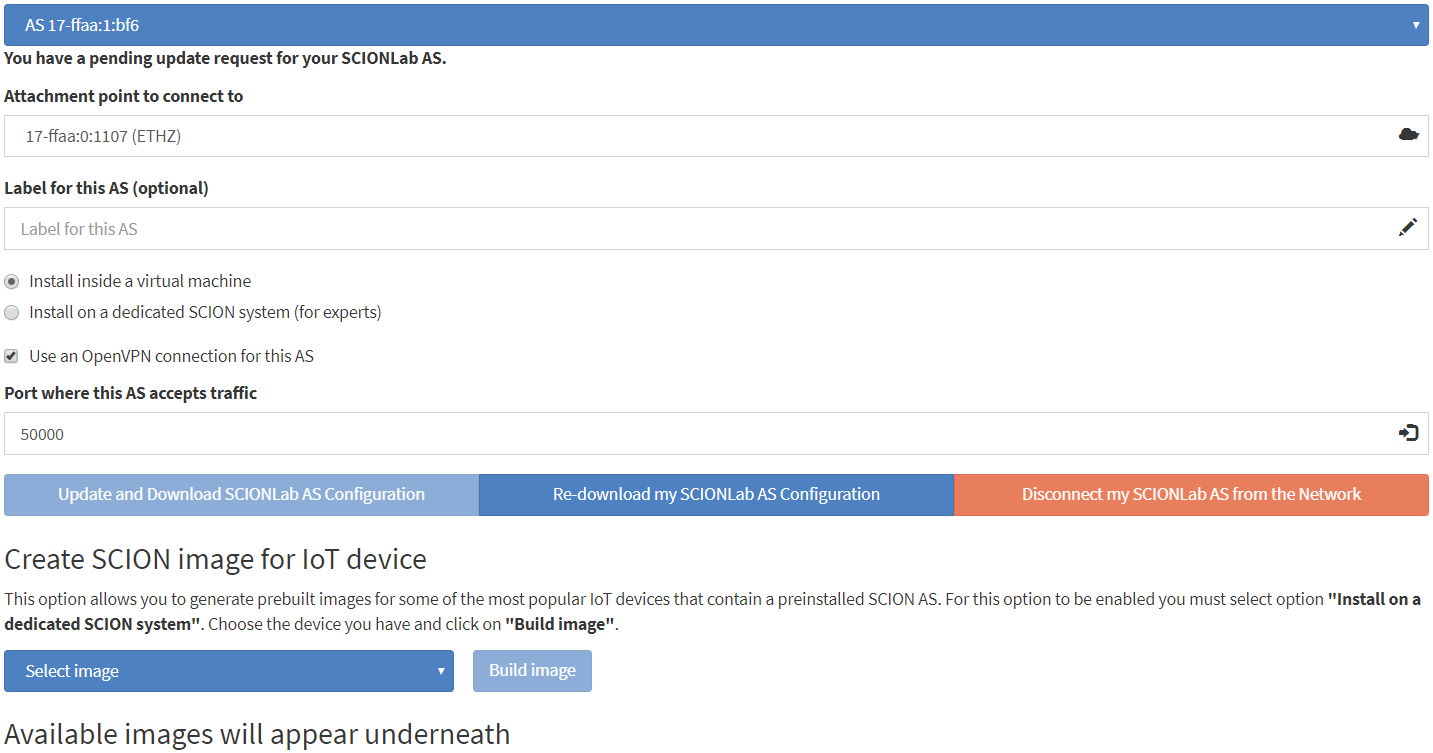 AS 17-ffaa:1:bf6
You have a pending update request for your SCIONLab AS.
Attachment point to connect to
17-ffaa:0:1107 (ETHZ)
Label for this AS (optional)
Label for this AS
Install inside a virtual machine
Install on a dedicated SCION system (for experts)
Use an OpenVPN connection for this AS
Port where this AS accepts traffic
50000
Update and Download SCIONLab AS Configuration
Re-download my SCIONLab AS Configuration
Disconnect my SCIONLab AS from the Network
Create SCION image for IoT device
This option allows you to generate prebuilt images for some of the most popular IoT devices that contain a preinstalled SCION AS. For this option to be enabled you must select option "Install on a
dedicated SCION system". Choose the device you have and click on "Build image".
Select image
Build image
Available images will appear underneath